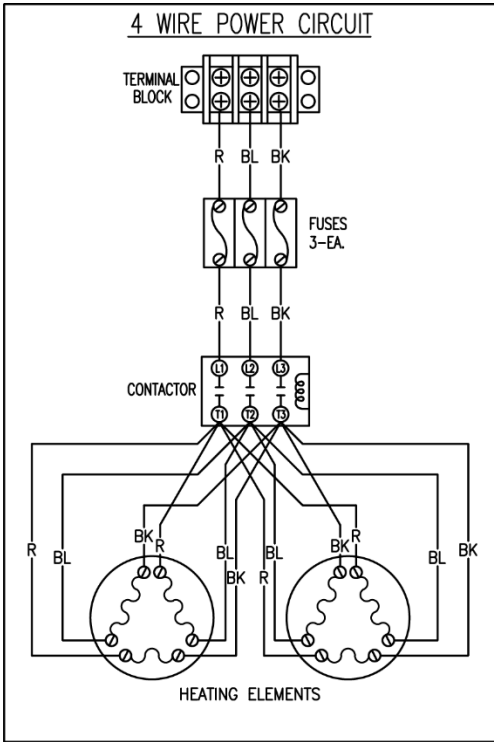 4 WIRE POWER CIRCUIT
TERMINAL
BLOCK
R BL BK
FUSES
3-EA.
R BL BK
L1 L2 L3
CONTACTOR
T1 T2 T3
BK R BK R
R BL BL BK R BL BK
HEATING ELEMENTS